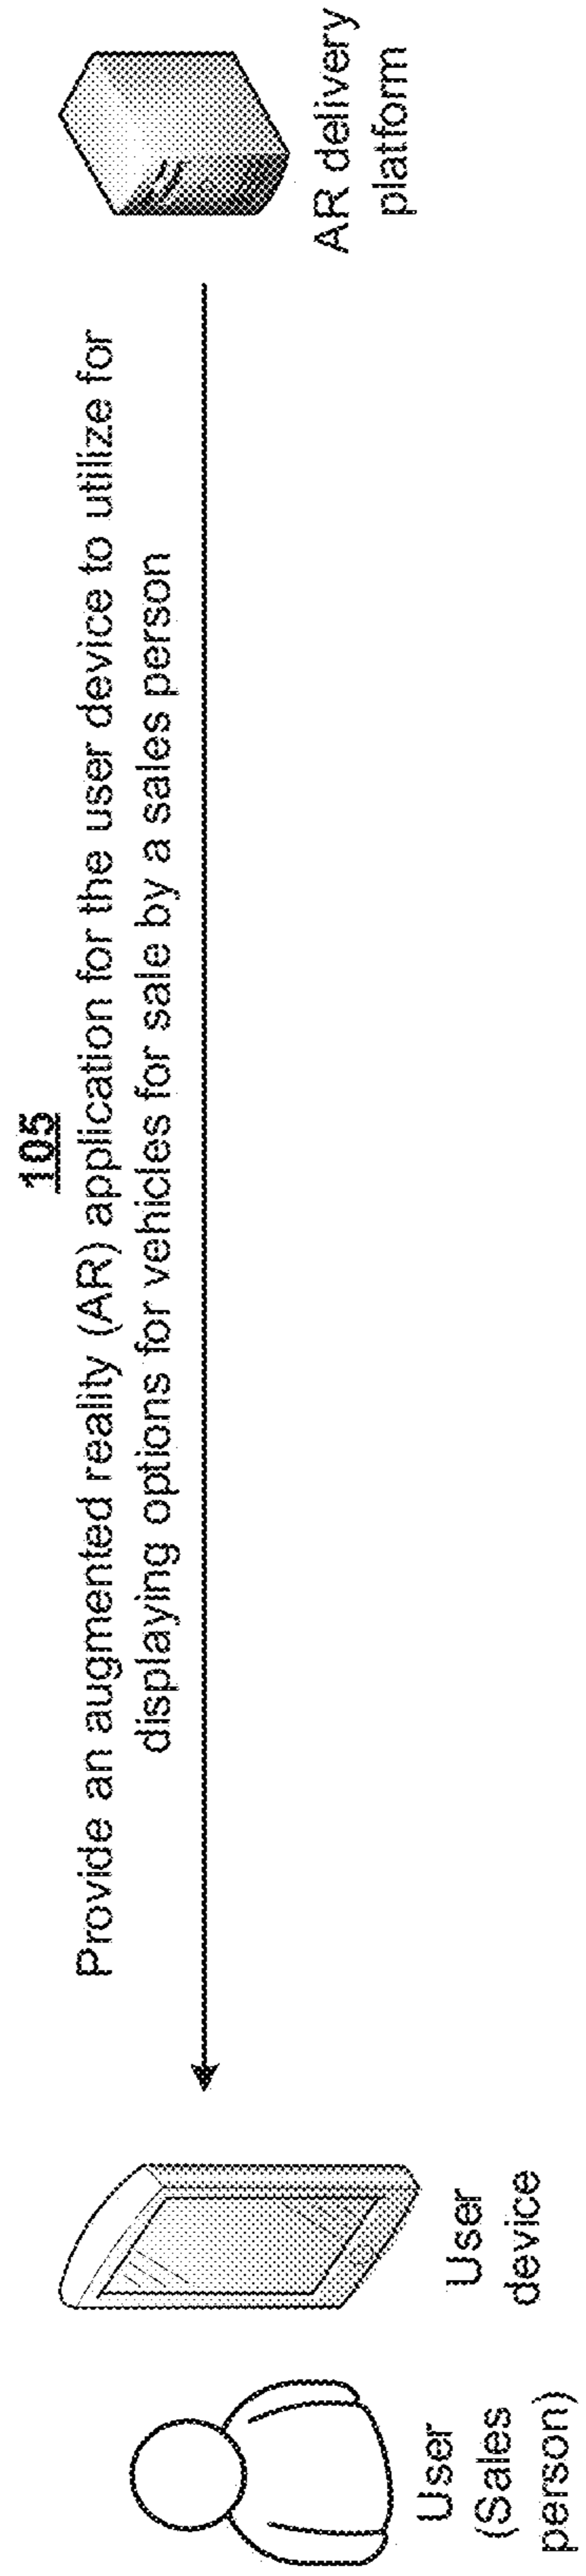 105
Provide an augmented reality (AR) application for the user device to utilize for
displaying options for vehicles for sale by a sales person
User
(Sales
person)
User
device
AR delivery
platform